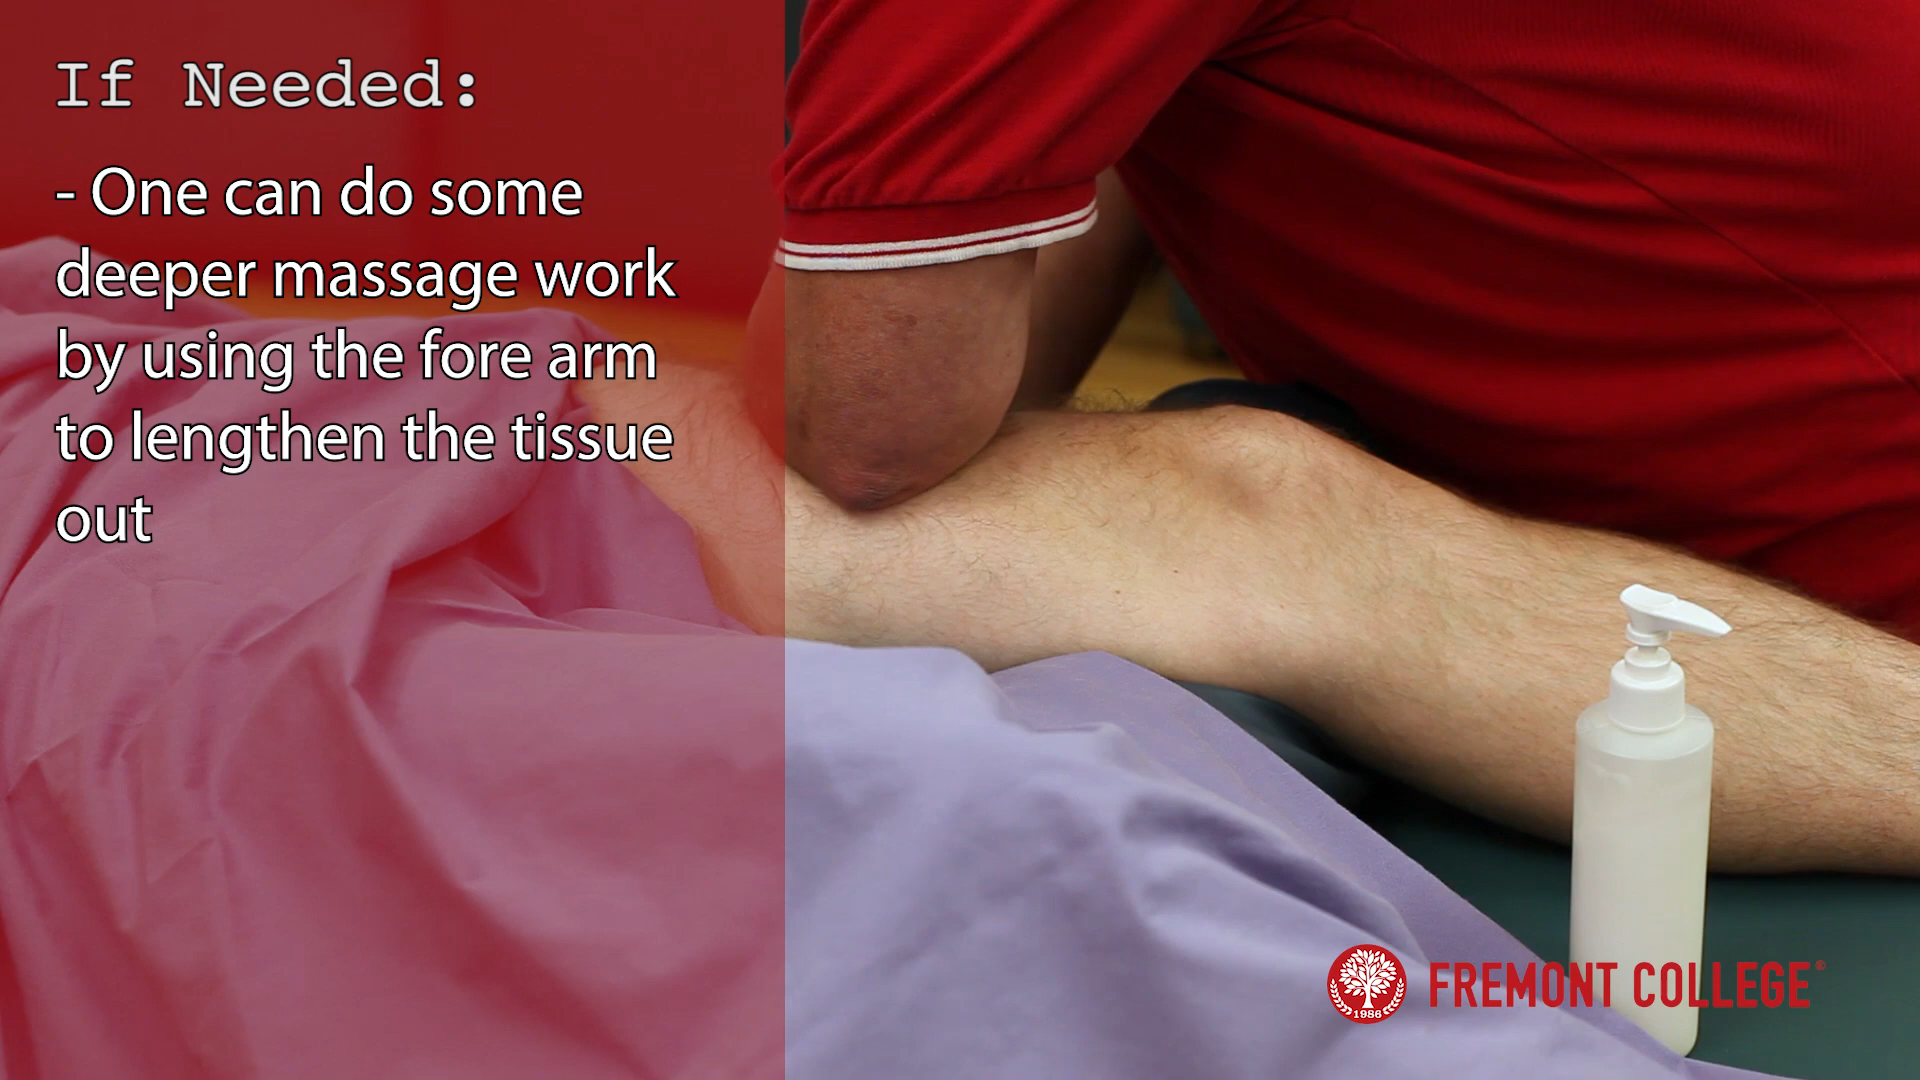 If Needed:
- One can do some
deeper massage work
by using the fore arm
to lengthen the tissue
out
1986
FREMONT COLLEGE®